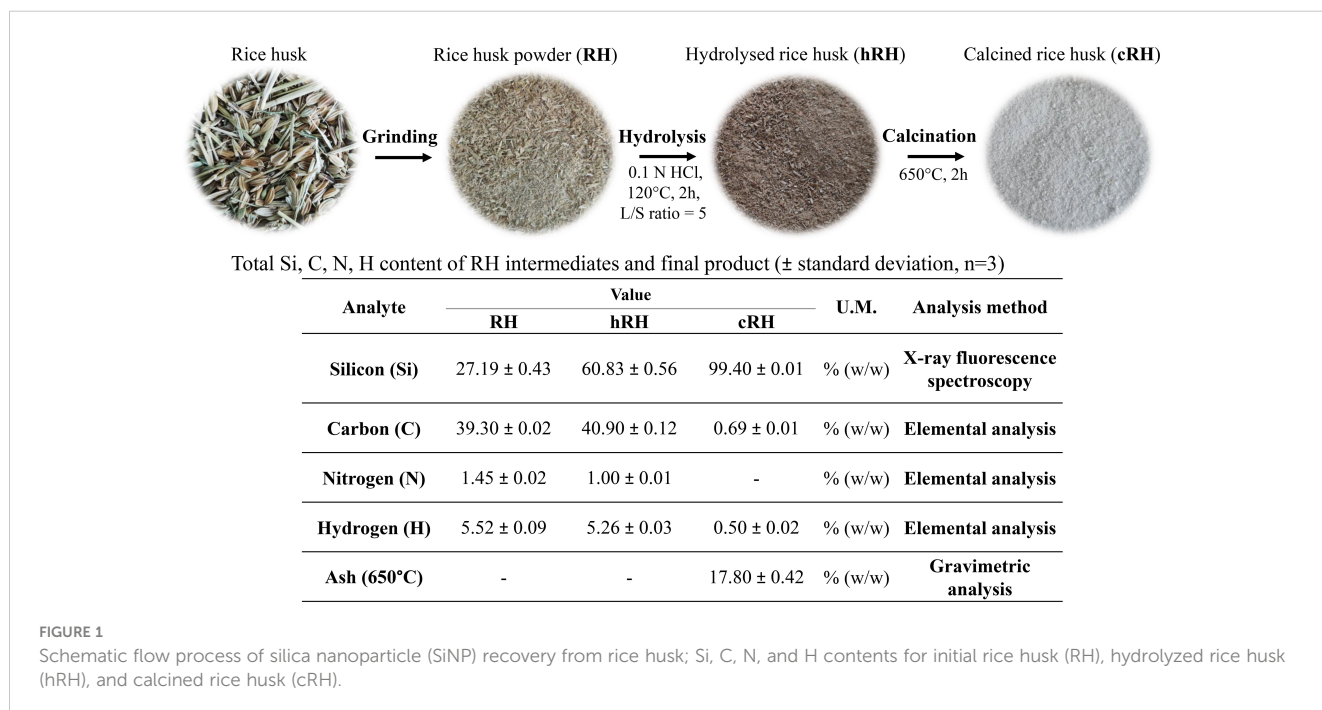 Rice husk
Rice husk powder (RH)
Hydrolysed rice husk (hRH)
Calcined rice husk (cRH)
Grinding
Hydrolysis
0.1 N HCl,
120°C, 2h,
L/S ratio = 5
Calcination
650°C, 2h
Total Si, C, N, H content of RH intermediates and final product (± standard deviation, n=3)
Analyte Value U.M. Analysis method
RH hRH cRH
Silicon (Si) 27.19 ± 0.43 60.83 ± 0.56 99.40 ± 0.01 % (w/w) X-ray fluorescence
spectroscopy
Carbon (C) 39.30 ± 0.02 40.90 ± 0.12 0.69 ± 0.01 % (w/w) Elemental analysis
Nitrogen (N) 1.45 ± 0.02 1.00 ± 0.01 - % (w/w) Elemental analysis
Hydrogen (H) 5.52 ± 0.09 5.26 ± 0.03 0.50 ± 0.02 % (w/w) Elemental analysis
Ash (650°C) - - 17.80 ± 0.42 % (w/w) Gravimetric
analysis
FIGURE 1
Schematic flow process of silica nanoparticle (SiNP) recovery from rice husk; Si, C, N, and H contents for initial rice husk (RH), hydrolyzed rice husk
(hRH), and calcined rice husk (cRH).